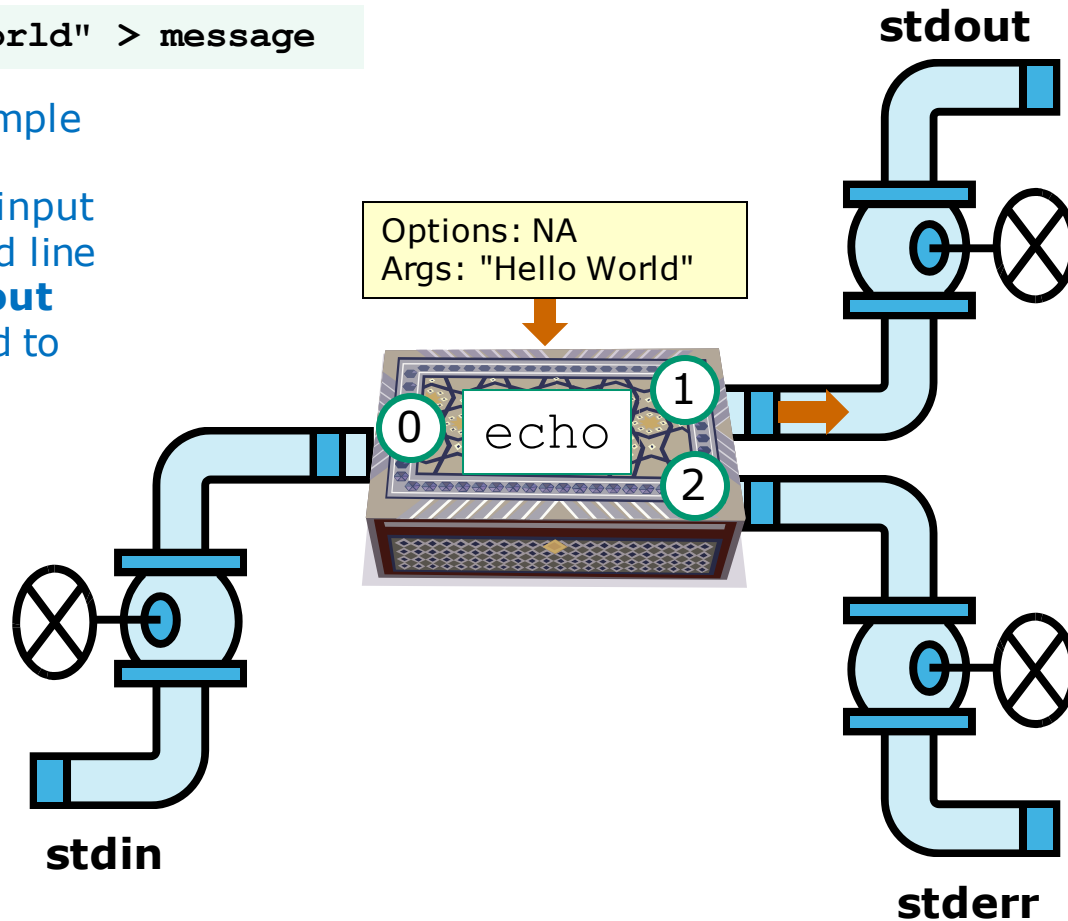 orld" > message
mple
input
d line
out
d to
Options: NA
Args: "Hello World"
echo
0
1
2
stdout
stdin
stderr